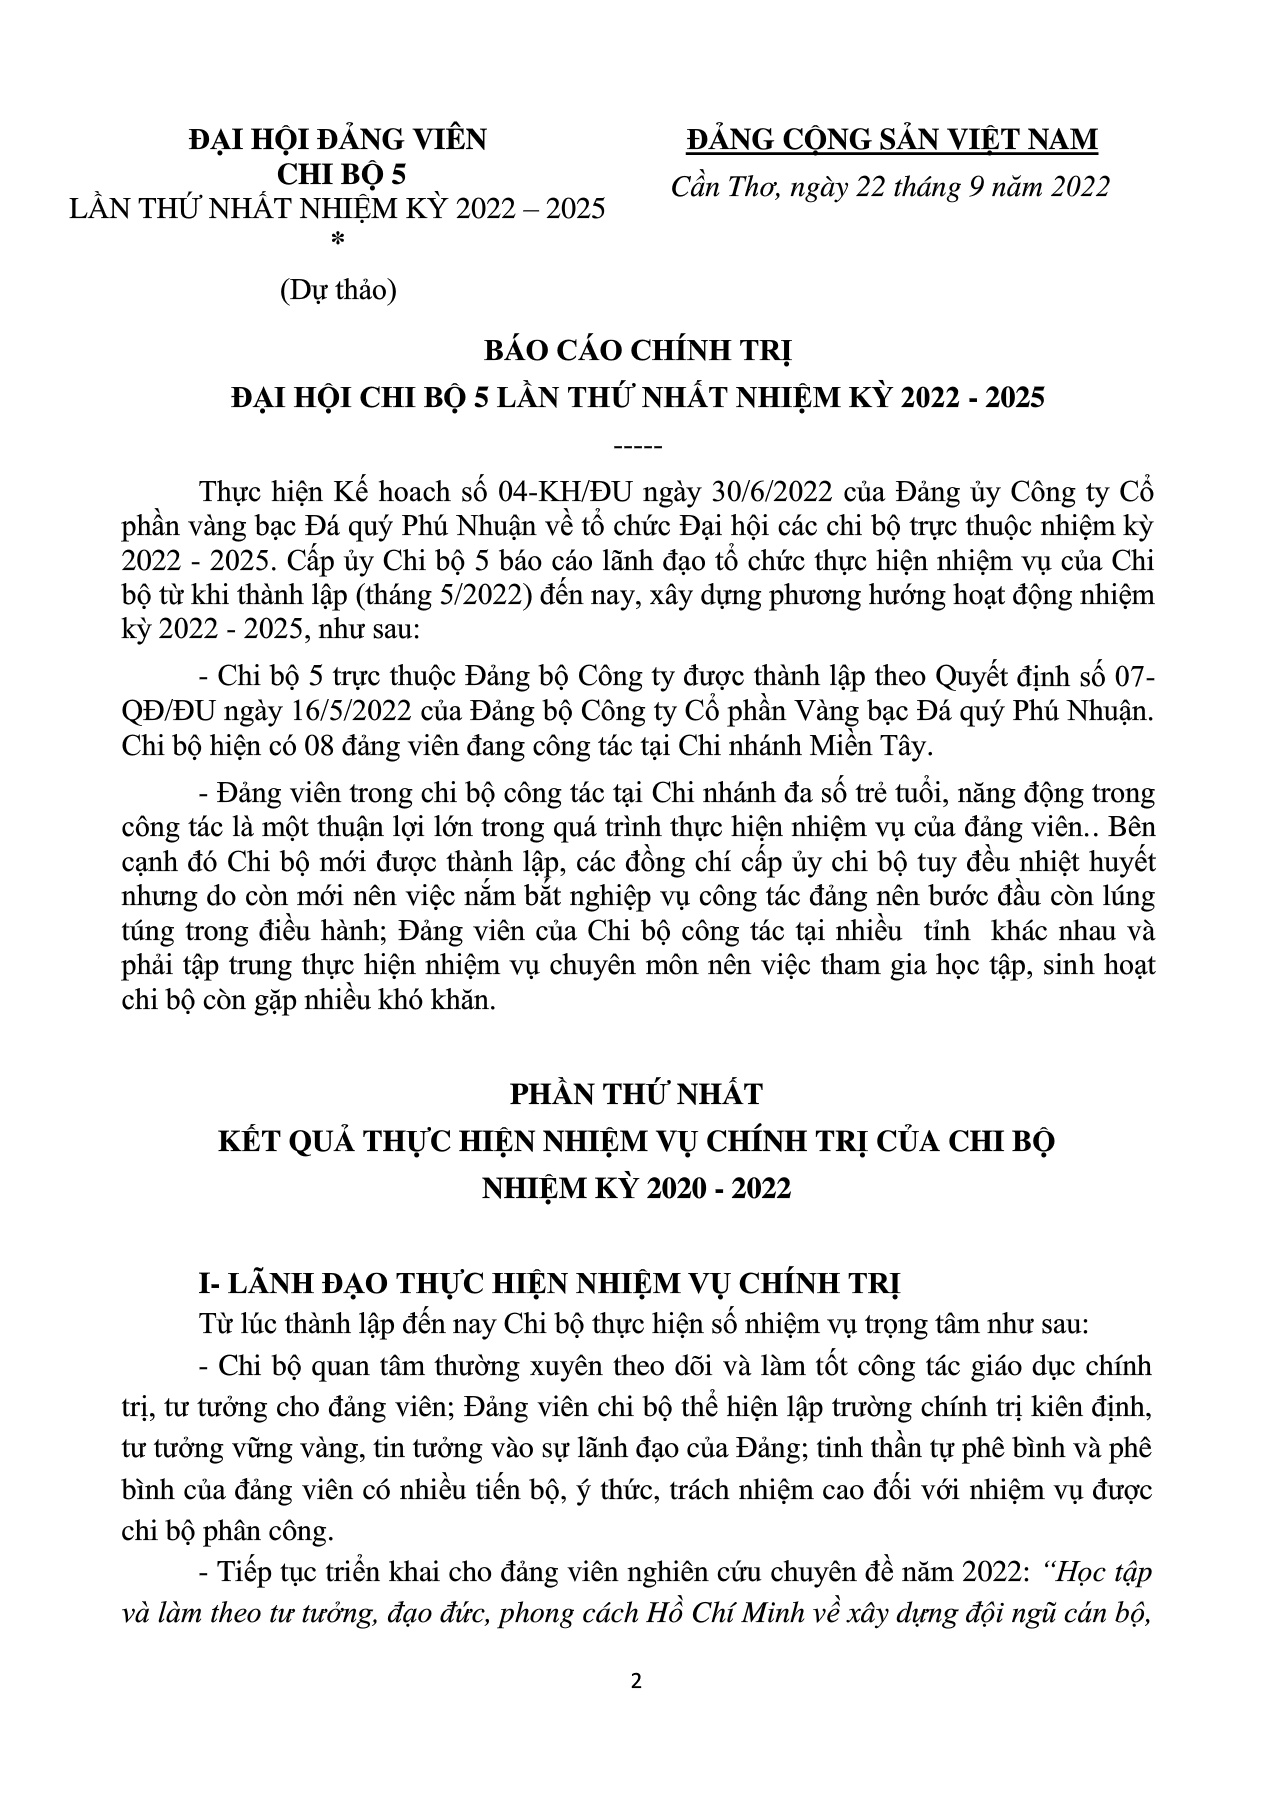 ĐẠI HỘI ĐẢNG VIÊN
CHI BỘ 5
LẦN THỨ NHẤT NHIỆM KỲ 2022 – 2025
*
(Dự thảo)
ĐẢNG CỘNG SẢN VIỆT NAM
Cần Thơ, ngày 22 tháng 9 năm 2022
BÁO CÁO CHÍNH TRỊ
ĐẠI HỘI CHI BỘ 5 LẦN THỨ NHẤT NHIỆM KỲ 2022 - 2025
-----
Thực hiện Kế hoach số 04-KH/ĐU ngày 30/6/2022 của Đảng ủy Công ty Cổ
phần vàng bạc Đá quý Phú Nhuận về tổ chức Đại hội các chi bộ trực thuộc nhiệm kỳ
2022 - 2025. Cấp ủy Chi bộ 5 báo cáo lãnh đạo tổ chức thực hiện nhiệm vụ của Chi
bộ từ khi thành lập (tháng 5/2022) đến nay, xây dựng phương hướng hoạt động nhiệm
kỳ 2022 - 2025, như sau:
- Chi bộ 5 trực thuộc Đảng bộ Công ty được thành lập theo Quyết định số 07-
QĐ/ĐU ngày 16/5/2022 của Đảng bộ Công ty Cổ phần Vàng bạc Đá quý Phú Nhuận.
Chi bộ hiện có 08 đảng viên đang công tác tại Chi nhánh Miền Tây.
- Đảng viên trong chi bộ công tác tại Chi nhánh đa số trẻ tuổi, năng động trong
công tác là một thuận lợi lớn trong quá trình thực hiện nhiệm vụ của đảng viên.. Bên
cạnh đó Chi bộ mới được thành lập, các đồng chí cấp ủy chi bộ tuy đều nhiệt huyết
nhưng do còn mới nên việc nắm bắt nghiệp vụ công tác đảng nên bước đầu còn lúng
túng trong điều hành; Đảng viên của Chi bộ công tác tại nhiều tỉnh khác nhau và
phải tập trung thực hiện nhiệm vụ chuyên môn nên việc tham gia học tập, sinh hoạt
chi bộ còn gặp nhiều khó khăn.
PHẦN THỨ NHẤT
KẾT QUẢ THỰC HIỆN NHIỆM VỤ CHÍNH TRỊ CỦA CHI BỘ
NHIỆM KỲ 2020 - 2022
I- LÃNH ĐẠO THỰC HIỆN NHIỆM VỤ CHÍNH TRỊ
Từ lúc thành lập đến nay Chi bộ thực hiện số nhiệm vụ trọng tâm như sau:
- Chi bộ quan tâm thường xuyên theo dõi và làm tốt công tác giáo dục chính
trị, tư tưởng cho đảng viên; Đảng viên chi bộ thể hiện lập trường chính trị kiên định,
tư tưởng vững vàng, tin tưởng vào sự lãnh đạo của Đảng; tinh thần tự phê bình và phê
bình của đảng viên có nhiều tiến bộ, ý thức, trách nhiệm cao đối với nhiệm vụ được
chi bộ phân công.
- Tiếp tục triển khai cho đảng viên nghiên cứu chuyên đề năm 2022: “Học tập
và làm theo tư tưởng, đạo đức, phong cách Hồ Chí Minh về xây dựng đội ngũ cán bộ,
2